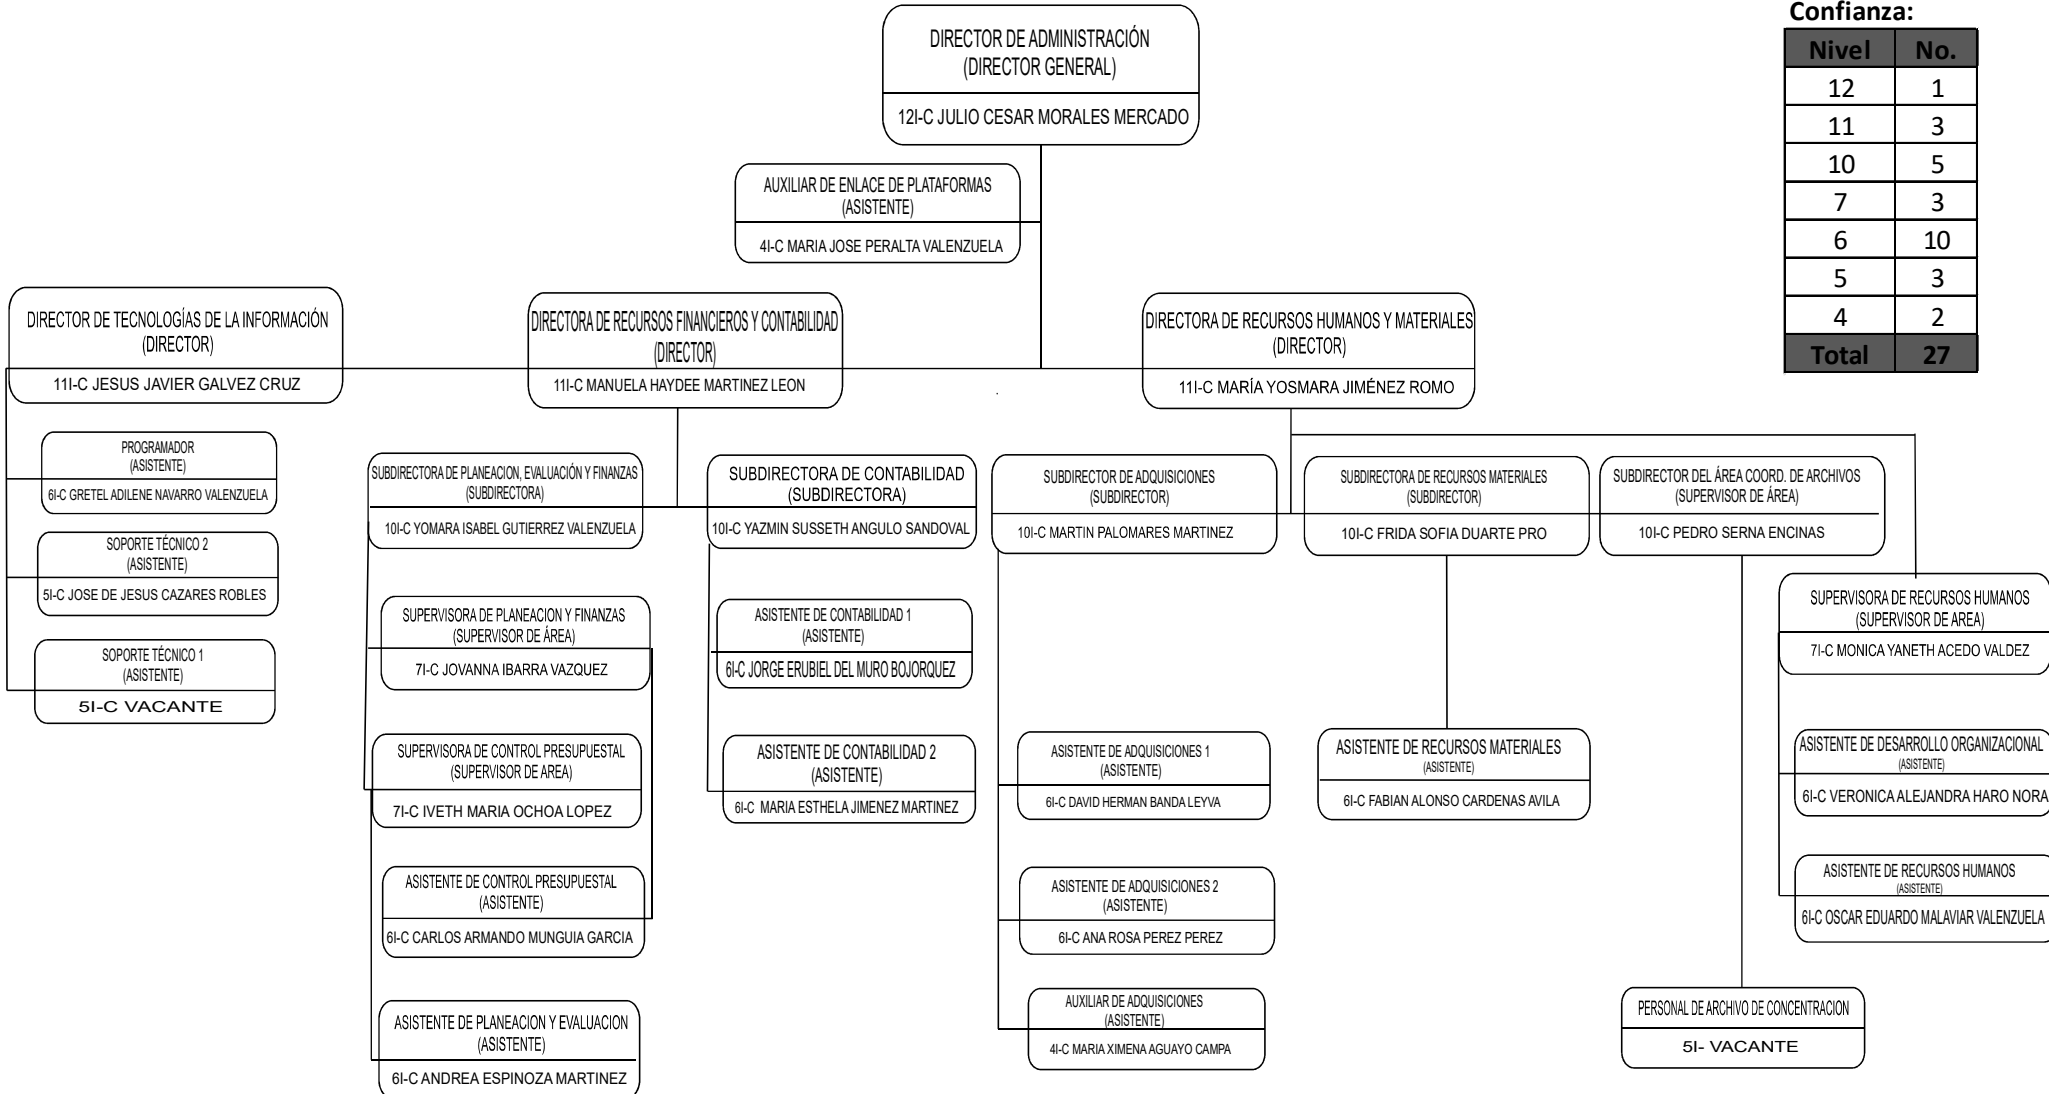 DIRECTOR DE ADMINISTRACIÓN
(DIRECTOR GENERAL)
12I-C JULIO CESAR MORALES MERCADO
Confianza:
Nivel No.
12 1
11 3
10 5
7 3
6 10
5 3
4 2
Total 27
AUXILIAR DE ENLACE DE PLATAFORMAS
(ASISTENTE)
4I-C MARIA JOSE PERALTA VALENZUELA
DIRECTOR DE TECNOLOGÍAS DE LA INFORMACIÓN
(DIRECTOR)
11I-C JESUS JAVIER GALVEZ CRUZ
DIRECTORA DE RECURSOS FINANCIEROS Y CONTABILIDAD
(DIRECTOR)
11I-C MANUELA HAYDEE MARTINEZ LEON
DIRECTORA DE RECURSOS HUMANOS Y MATERIALES
(DIRECTOR)
11I-C MARÍA YOSMARA JIMÉNEZ ROMO
PROGRAMADOR
(ASISTENTE)
6I-C GRETEL ADILENE NAVARRO VALENZUELA
SOPORTE TÉCNICO 2
(ASISTENTE)
5I-C JOSE DE JESUS CAZARES ROBLES
SOPORTE TÉCNICO 1
(ASISTENTE)
5I-C VACANTE
SUBDIRECTORA DE PLANEACION, EVALUACIÓN Y FINANZAS
(SUBDIRECTORA)
10I-C YOMARA ISABEL GUTIERREZ VALENZUELA
SUPERVISORA DE PLANEACION Y FINANZAS
(SUPERVISOR DE ÁREA)
7I-C JOVANNA IBARRA VAZQUEZ
SUPERVISORA DE CONTROL PRESUPUESTAL
(SUPERVISOR DE AREA)
7I-C IVETH MARIA OCHOA LOPEZ
ASISTENTE DE CONTROL PRESUPUESTAL
(ASISTENTE)
6I-C CARLOS ARMANDO MUNGUIA GARCIA
ASISTENTE DE PLANEACION Y EVALUACION
(ASISTENTE)
6I-C ANDREA ESPINOZA MARTINEZ
SUBDIRECTORA DE CONTABILIDAD
(SUBDIRECTORA)
10I-C YAZMIN SUSSETH ANGULO SANDOVAL
ASISTENTE DE CONTABILIDAD 1
(ASISTENTE)
6I-C JORGE ERUBIEL DEL MURO BOJORQUEZ
ASISTENTE DE CONTABILIDAD 2
(ASISTENTE)
6I-C MARIA ESTHELA JIMENEZ MARTINEZ
SUBDIRECTOR DE ADQUISICIONES
(SUBDIRECTOR)
10I-C MARTIN PALOMARES MARTINEZ
ASISTENTE DE ADQUISICIONES 1
(ASISTENTE)
6I-C DAVID HERMAN BANDA LEYVA
ASISTENTE DE ADQUISICIONES 2
(ASISTENTE)
6I-C ANA ROSA PEREZ PEREZ
AUXILIAR DE ADQUISICIONES
(ASISTENTE)
4I-C MARIA XIMENA AGUAYO CAMPA
SUBDIRECTORA DE RECURSOS MATERIALES
(SUBDIRECTOR)
10I-C FRIDA SOFIA DUARTE PRO
ASISTENTE DE RECURSOS MATERIALES
(ASISTENTE)
6I-C FABIAN ALONSO CARDENAS AVILA
SUBDIRECTOR DEL ÁREA COORD. DE ARCHIVOS
(SUPERVISOR DE ÁREA)
10I-C PEDRO SERNA ENCINAS
PERSONAL DE ARCHIVO DE CONCENTRACION
5I- VACANTE
SUPERVISORA DE RECURSOS HUMANOS
(SUPERVISOR DE AREA)
7I-C MONICA YANETH ACEDO VALDEZ
ASISTENTE DE DESARROLLO ORGANIZACIONAL
(ASISTENTE)
6I-C VERONICA ALEJANDRA HARO NORA
ASISTENTE DE RECURSOS HUMANOS
(ASISTENTE)
6I-C OSCAR EDUARDO MALAVIAR VALENZUELA